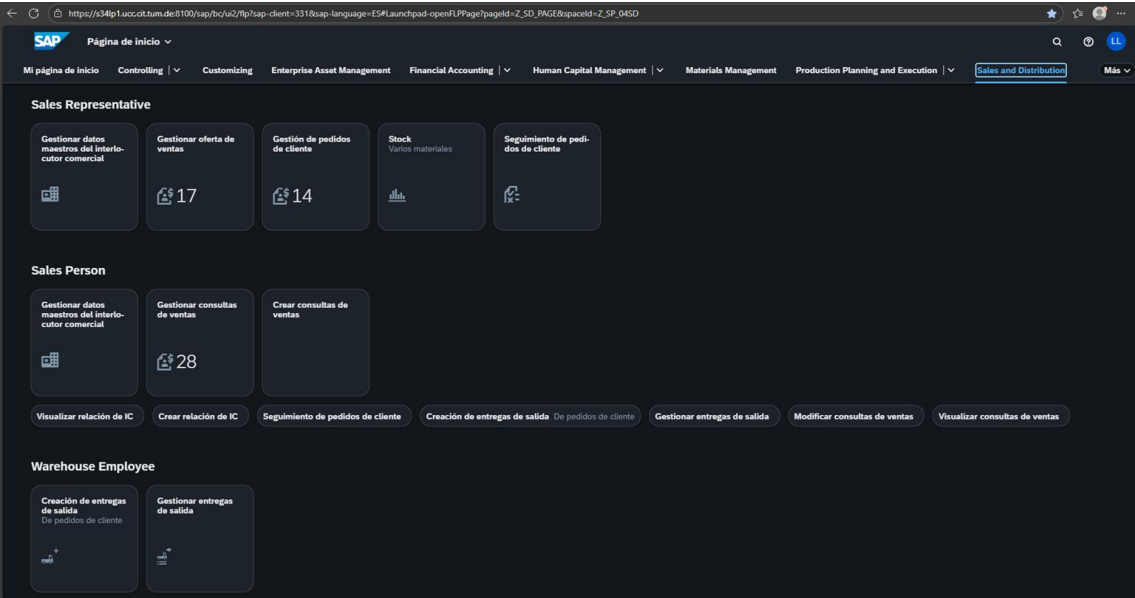 https://s34lp1.ucc.cit.tum.de:8100/sap/bc/ui2/flp?sap-client=331&sap-language=ES#Launchpad-openFLPPage?pageId=Z_SD_PAGE&spaceId=Z_SP_04SD
SAP Página de inicio LL
Mi página de inicio Controlling Customizing Enterprise Asset Management Financial Accounting Human Capital Management Materials Management Production Planning and Execution Sales and Distribution Más
Sales Representative
Gestionar datos
maestros del interlo-
cutor comercial
Gestionar oferta de
ventas
17
Gestión de pedidos
de cliente
14
Stock
Varios materiales
Seguimiento de pedi-
dos de cliente
Sales Person
Gestionar datos
maestros del interlo-
cutor comercial
Gestionar consultas
de ventas
28
Crear consultas de
ventas
Visualizar relación de IC Crear relación de IC Seguimiento de pedidos de cliente Creación de entregas de salida De pedidos de cliente Gestionar entregas de salida Modificar consultas de ventas Visualizar consultas de ventas
Warehouse Employee
Creación de entregas
de salida
De pedidos de cliente
Gestionar entregas
de salida